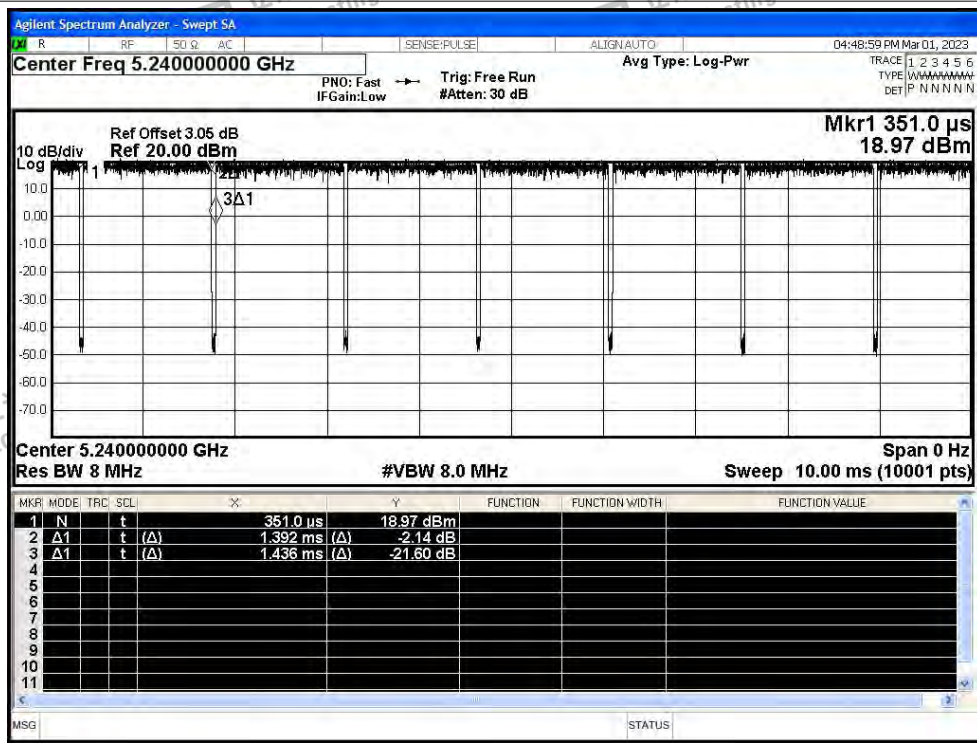 Agilent Spectrum Analyzer - Swept SA
R RF 50 Ω AC SENSE:PULSE ALIGN AUTO 04:48:59 PM Mar 01, 2023
Center Freq 5.240000000 GHz
PNO: Fast
IFGain:Low
Trig: Free Run
#Atten: 30 dB
Avg Type: Log-Pwr
TRACE 1 2 3 4 5 6
TYPE WWWWWW
DET P N N N N N
Mkr1 351.0 µs
18.97 dBm
Ref Offset 3.05 dB
10 dB/div Ref 20.00 dBm
Log
1
2Δ1
3Δ1
10.0
0.00
-10.0
-20.0
-30.0
-40.0
-50.0
-60.0
-70.0
Center 5.240000000 GHz Span 0 Hz
Res BW 8 MHz #VBW 8.0 MHz Sweep 10.00 ms (10001 pts)
MKR MODE TRC SCL X Y FUNCTION FUNCTION WIDTH FUNCTION VALUE
1 N t 351.0 µs 18.97 dBm
2 Δ1 t (Δ) 1.392 ms (Δ) -2.14 dB
3 Δ1 t (Δ) 1.436 ms (Δ) -21.60 dB
4
5
6
7
8
9
10
11
MSG STATUS